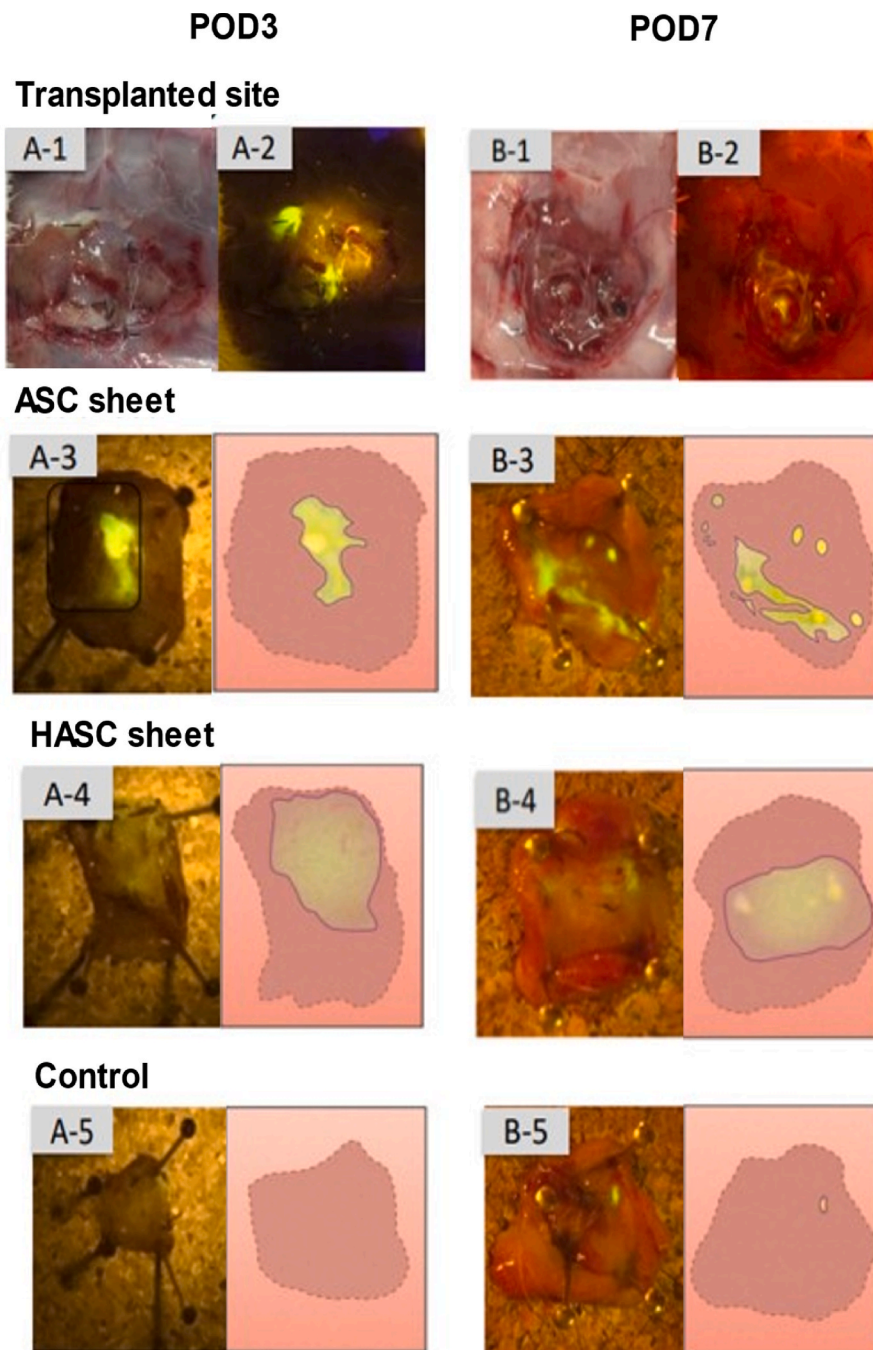 POD3 POD7
Transplanted site
A-1 A-2 B-1 B-2
ASC sheet
A-3 B-3
HASC sheet
A-4 B-4
Control
A-5 B-5